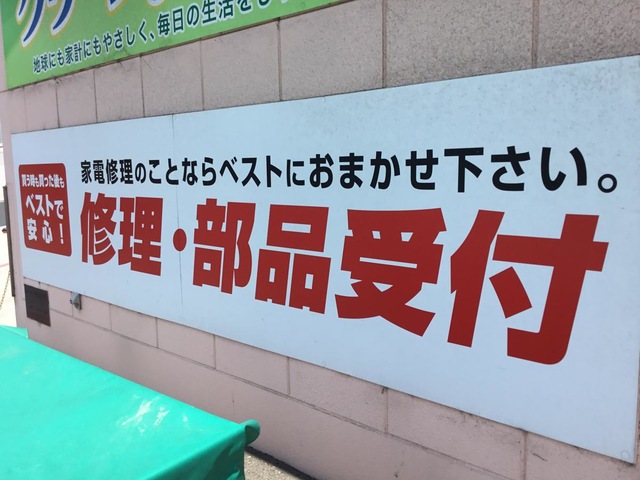 地球にも家計にもやさしく、毎日の生活を
買う時も買った後も
ベストで
安心!
家電修理のことならベストにおまかせ下さい。
修理・部品受付